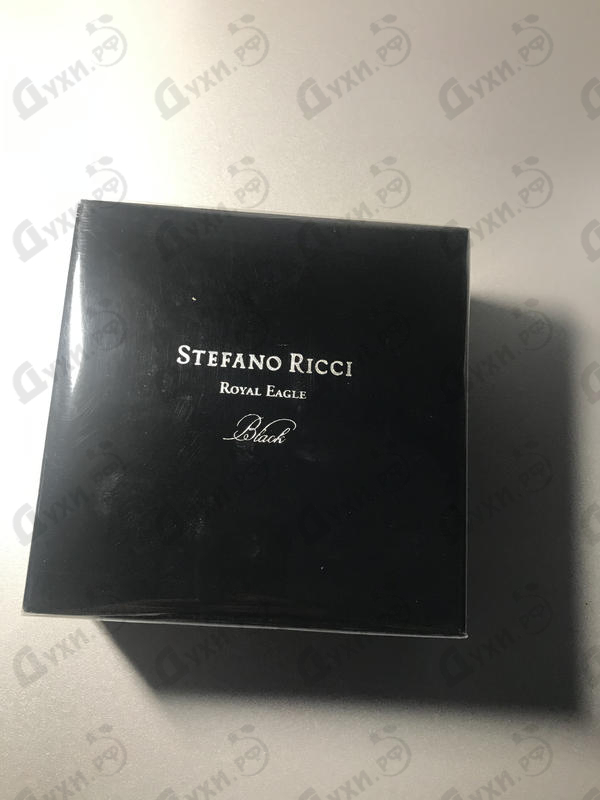 STEFANO RICCI
ROYAL EAGLE
Black
Духи.рф